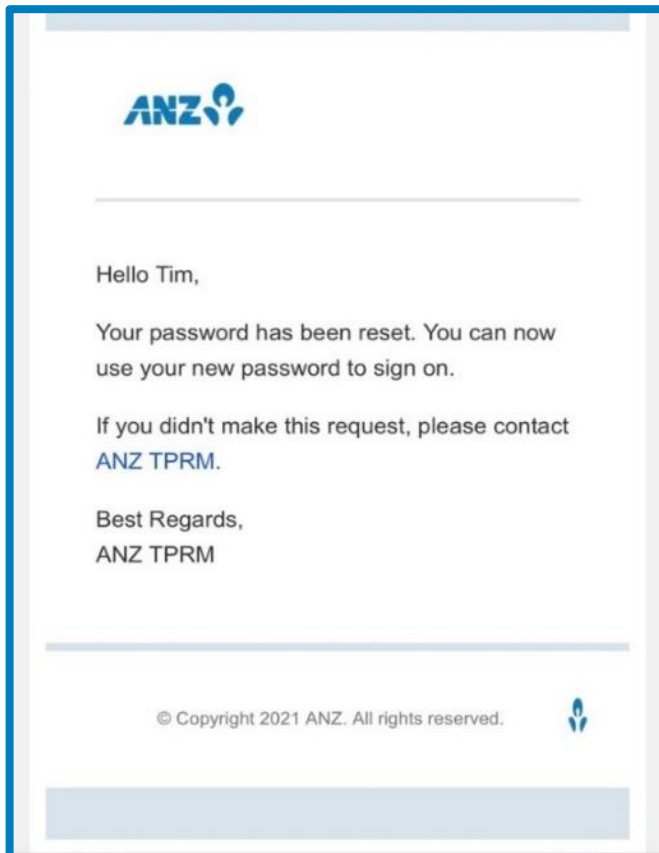 ANZ
Hello Tim,
Your password has been reset. You can now
use your new password to sign on.
If you didn't make this request, please contact
ANZ TPRM.
Best Regards,
ANZ TPRM
© Copyright 2021 ANZ. All rights reserved.